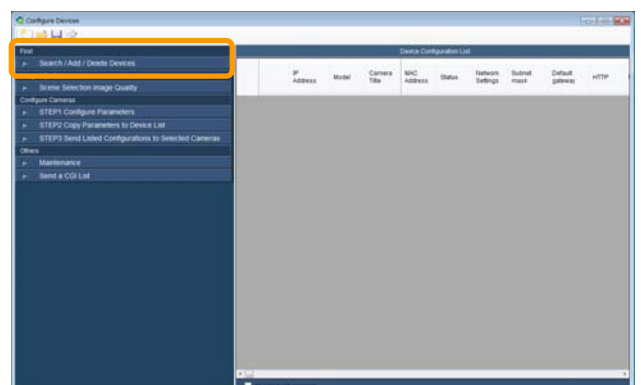 Configure Devices
First
Search / Add / Delete Devices
Scene Selection Image Quality
Configure Cameras
STEP1 Configure Parameters
STEP2 Copy Parameters to Device List
STEP3 Send Listed Configurations to Selected Cameras
Others
Maintenance
Send a CGI List
Device Configuration List
IP Address
Model
Camera Title
MAC Address
Status
Network Settings
Subnet mask
Default gateway
HTTP